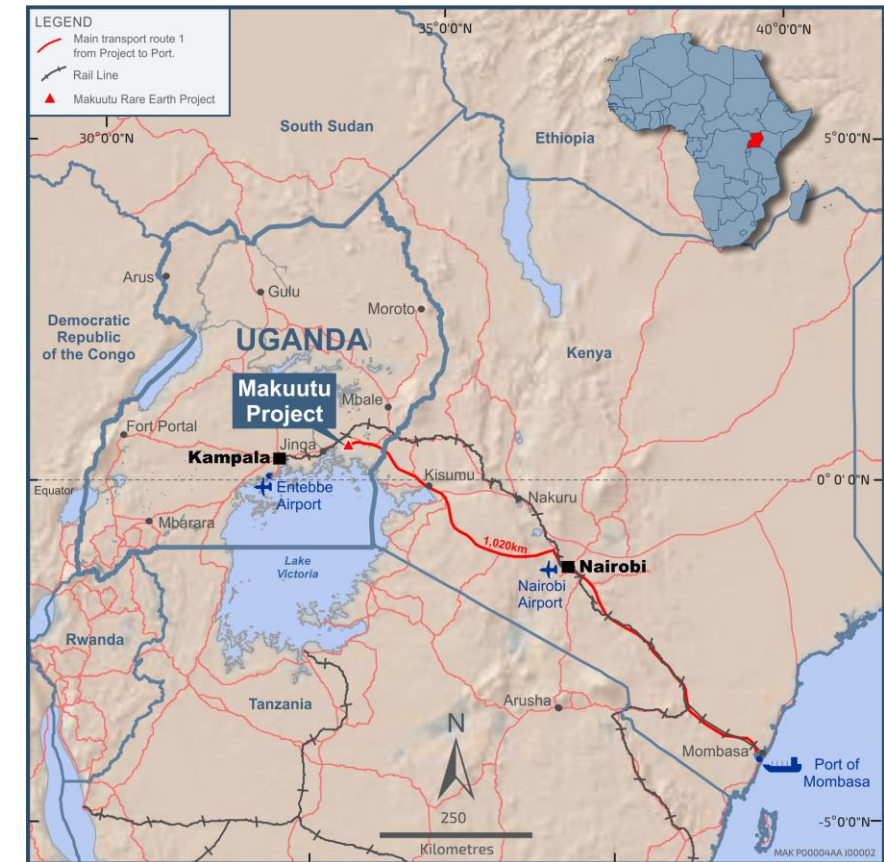 LEGEND
Main transport route 1
from Project to Port.
Rail Line
Makuutu Rare Earth Project
35°0'0"N
40°0'0"N
30°0'0"N
5°0'0"N
South Sudan
Ethiopia
Arus
Gulu
Moroto
Democratic
Republic
of the Congo
UGANDA
Kenya
Makuutu
Project
Mbale
Fort Portal
Jinga
Kampala
Kisumu
Equator
0° 0'0"N
Entebbe
Airport
Nakuru
Mbarara
1,020km
Lake
Victoria
Nairobi
Nairobi
Airport
Rwanda
Tanzania
Arusha
N
Mombasa
Port of
Mombasa
250
Kilometres
-5°0'0"N
MAK P00004AA J00002